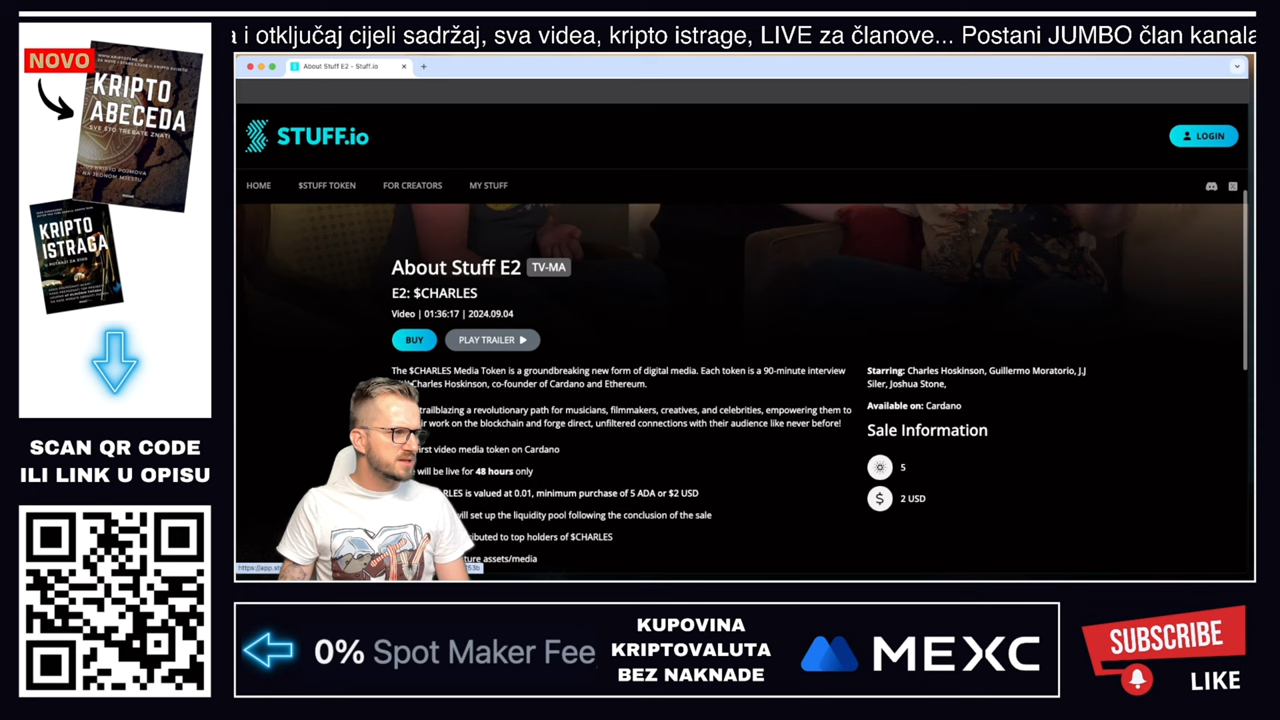 a i otključaj cijeli sadržaj, sva videa, kripto istrage, LIVE za članove... Postani JUMBO član kanala
NOVO
KRIPTO
ABECEDA
SVE ŠTO TREBATE ZNATI
KRIPTO
ISTRAGA
SCAN QR CODE
ILI LINK U OPISU
About Stuff E2 - Stuff.io
STUFF.io
LOGIN
HOME
$STUFF TOKEN
FOR CREATORS
MY STUFF
About Stuff E2 TV-MA
E2: $CHARLES
Video | 01:36:17 | 2024.09.04
BUY
PLAY TRAILER
The $CHARLES Media Token is a groundbreaking new form of digital media. Each token is a 90-minute interview
Charles Hoskinson, co-founder of Cardano and Ethereum.
trailblazing a revolutionary path for musicians, filmmakers, creatives, and celebrities, empowering them to
work on the blockchain and forge direct, unfiltered connections with their audience like never before!
video media token on Cardano
will be live for 48 hours only
is valued at 0.01, minimum purchase of 5 ADA or $2 USD
will set up the liquidity pool following the conclusion of the sale
to top holders of $CHARLES
assets/media
Starring: Charles Hoskinson, Guillermo Moratorio, J.J
Siler, Joshua Stone,
Available on: Cardano
Sale Information
5
$ 2 USD
https://app.st
0% Spot Maker Fee
KUPOVINA
KRIPTOVALUTA
BEZ NAKNADE
MEXC
SUBSCRIBE
LIKE